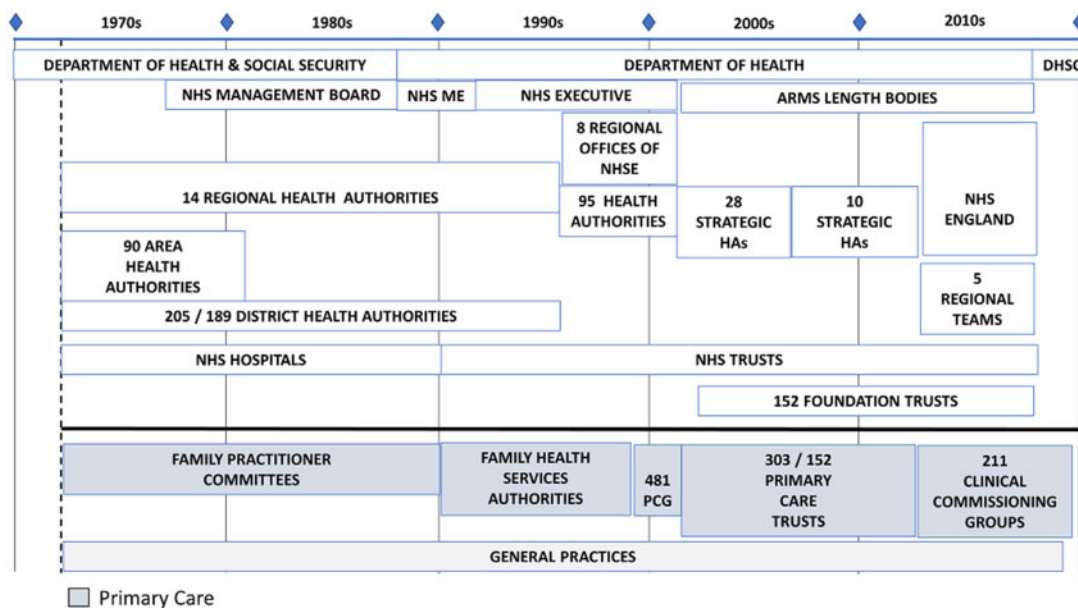 1970s 1980s 1990s 2000s 2010s
DEPARTMENT OF HEALTH & SOCIAL SECURITY
DEPARTMENT OF HEALTH
DHSC
NHS MANAGEMENT BOARD
NHS ME
NHS EXECUTIVE
ARMS LENGTH BODIES
8 REGIONAL
OFFICES OF
NHSE
14 REGIONAL HEALTH AUTHORITIES
95 HEALTH
AUTHORITIES
28
STRATEGIC
HAs
10
STRATEGIC
HAs
NHS
ENGLAND
90 AREA
HEALTH
AUTHORITIES
5
REGIONAL
TEAMS
205 / 189 DISTRICT HEALTH AUTHORITIES
NHS HOSPITALS
NHS TRUSTS
152 FOUNDATION TRUSTS
FAMILY PRACTITIONER
COMMITTEES
FAMILY HEALTH
SERVICES
AUTHORITIES
481
PCG
303 / 152
PRIMARY
CARE
TRUSTS
211
CLINICAL
COMMISSIONING
GROUPS
GENERAL PRACTICES
Primary Care